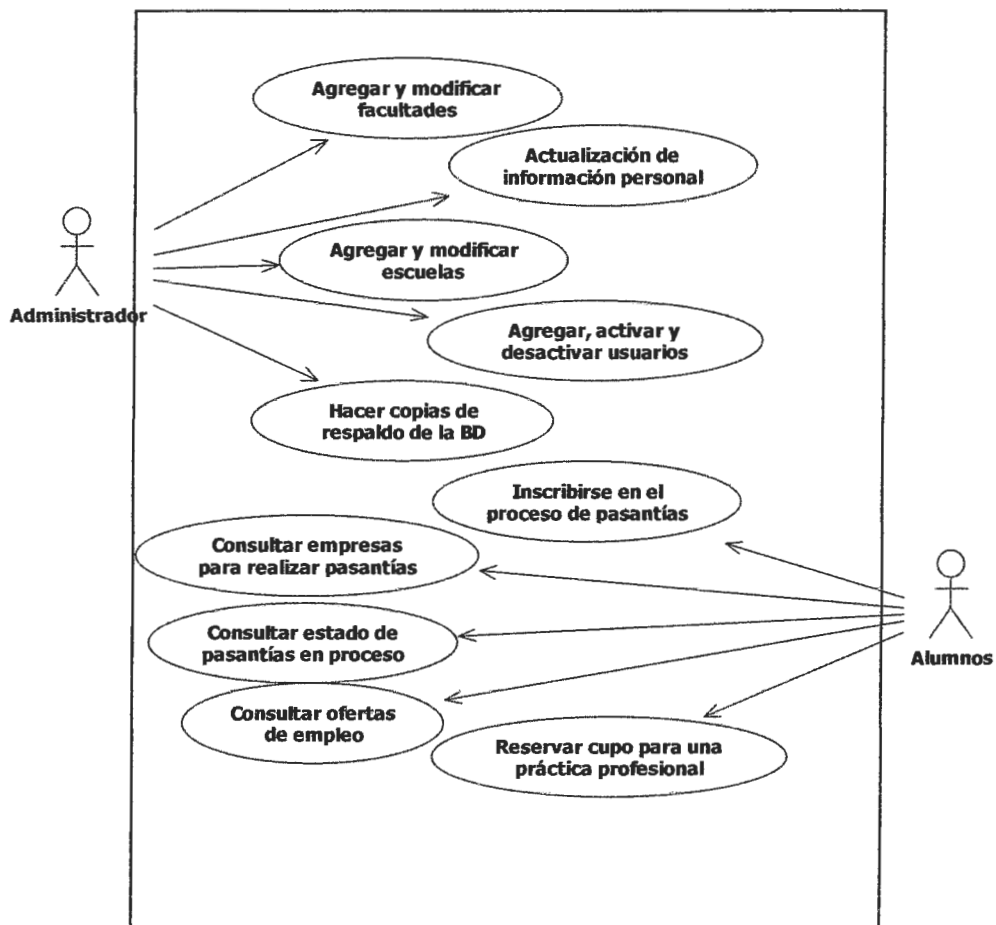 Agregar y modificar
facultades
Actualización de
información personal
Agregar y modificar
escuelas
Administrador
Agregar, activar y
desactivar usuarios
Hacer copias de
respaldo de la BD
Inscribirse en el
proceso de pasantías
Consultar empresas
para realizar pasantías
Consultar estado de
pasantías en proceso
Alumnos
Consultar ofertas
de empleo
Reservar cupo para una
práctica profesional